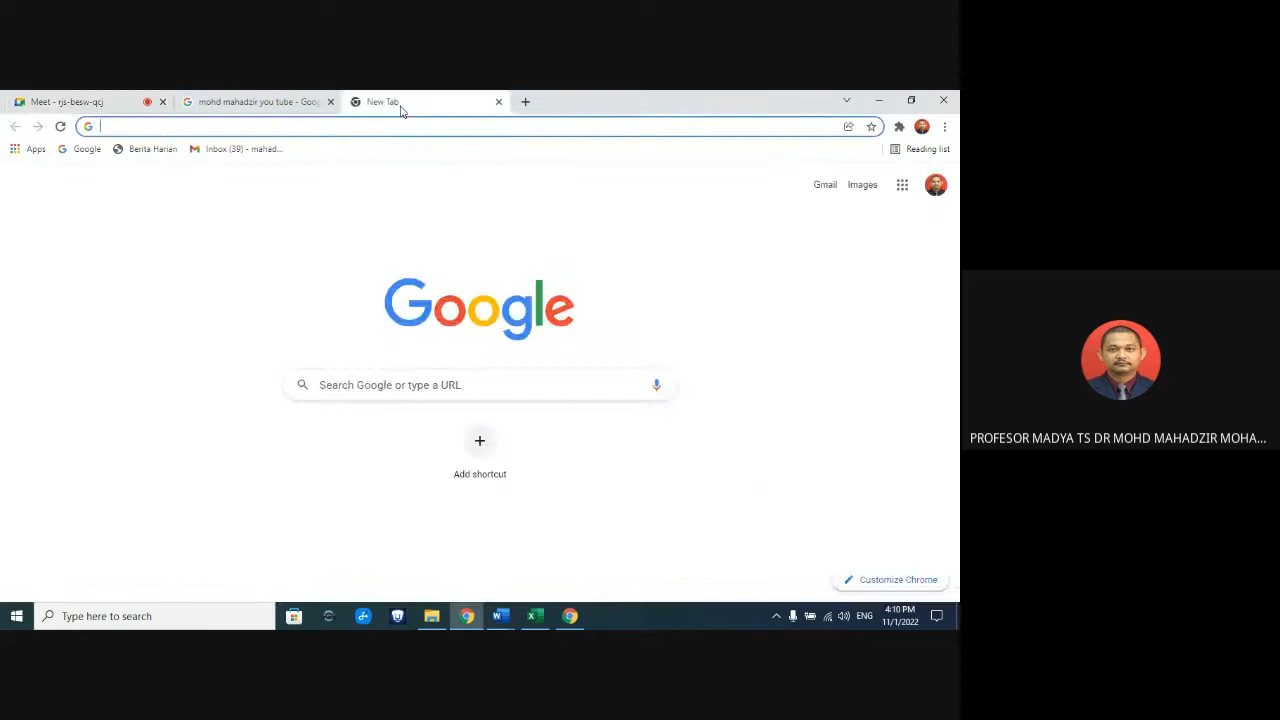 Meet - rjs-besw-qcj
mohd mahadzir you tube - Goog
New Tab
Apps
Google
Berita Harian
Inbox (39) - mahad...
Reading list
Gmail
Images
Google
Search Google or type a URL
Add shortcut
Customize Chrome
PROFESOR MADYA TS DR MOHD MAHADZIR MOHA...
Type here to search
ENG
4:10 PM
11/1/2022